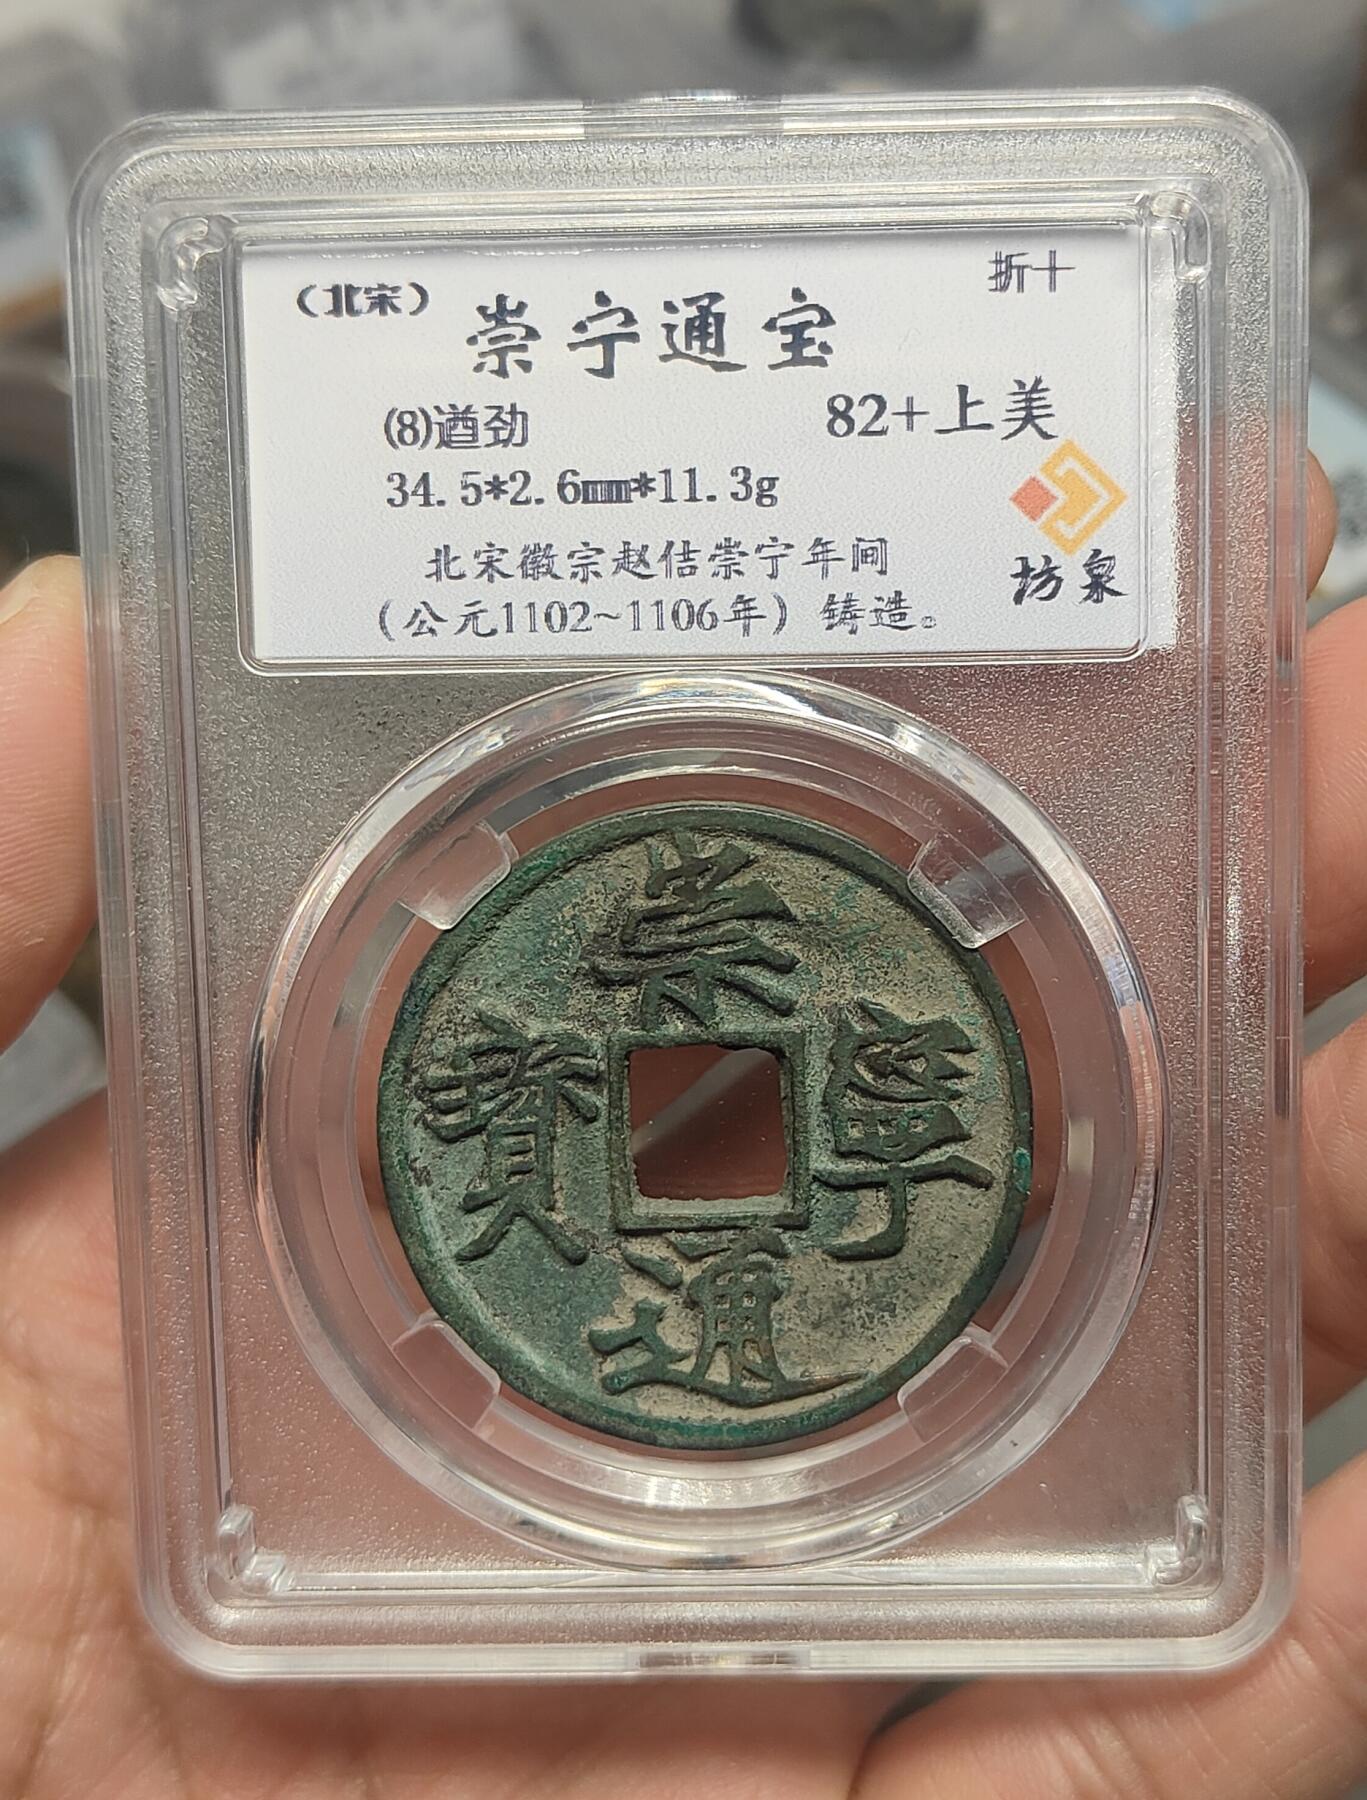 (北宋)
折十
崇宁通宝
⑻遒劲
82+上美
34.5*2.6mm*11.3g
坊泉
北宋徽宗赵佶崇宁年间
(公元1102~1106年)铸造。
崇
寶 寧
通